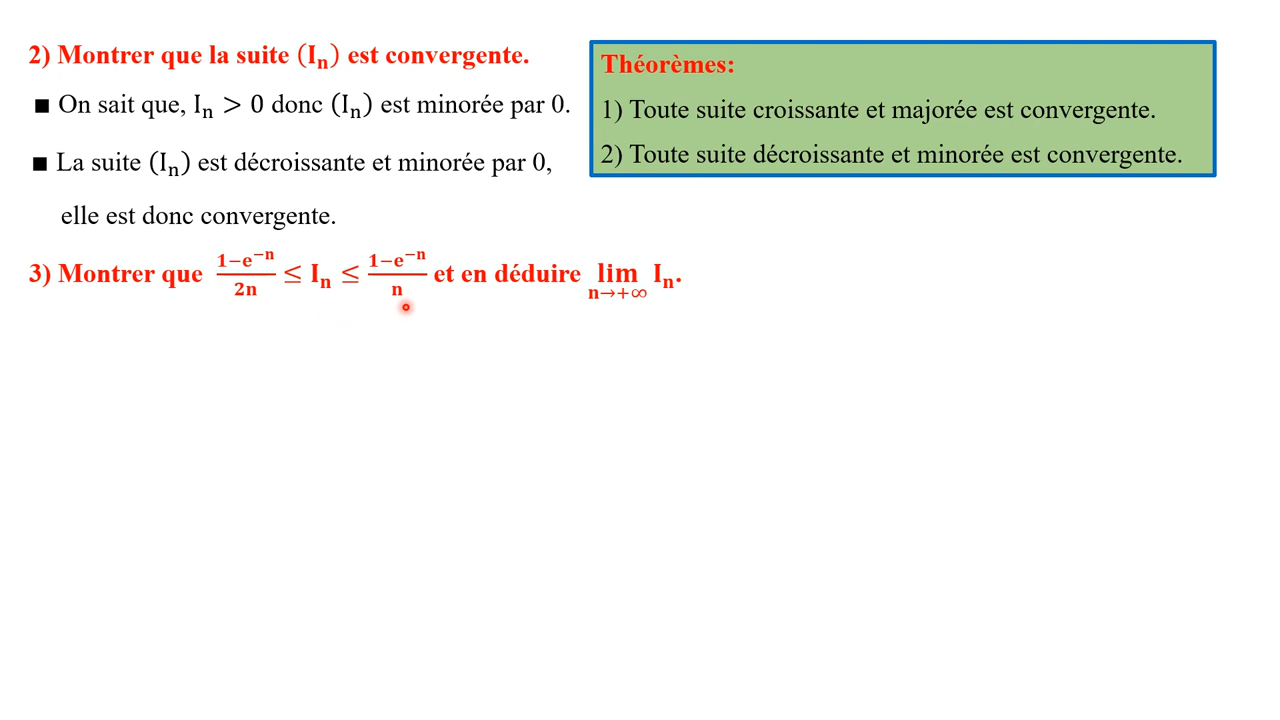 2) Montrer que la suite (Iₙ) est convergente.
■ On sait que, Iₙ > 0 donc (Iₙ) est minorée par 0.
■ La suite (Iₙ) est décroissante et minorée par 0,
elle est donc convergente.
Théorèmes:
1) Toute suite croissante et majorée est convergente.
2) Toute suite décroissante et minorée est convergente.
3) Montrer que (1−e⁻ⁿ)/(2n) ≤ Iₙ ≤ (1−e⁻ⁿ)/n et en déduire lim n→+∞ Iₙ.